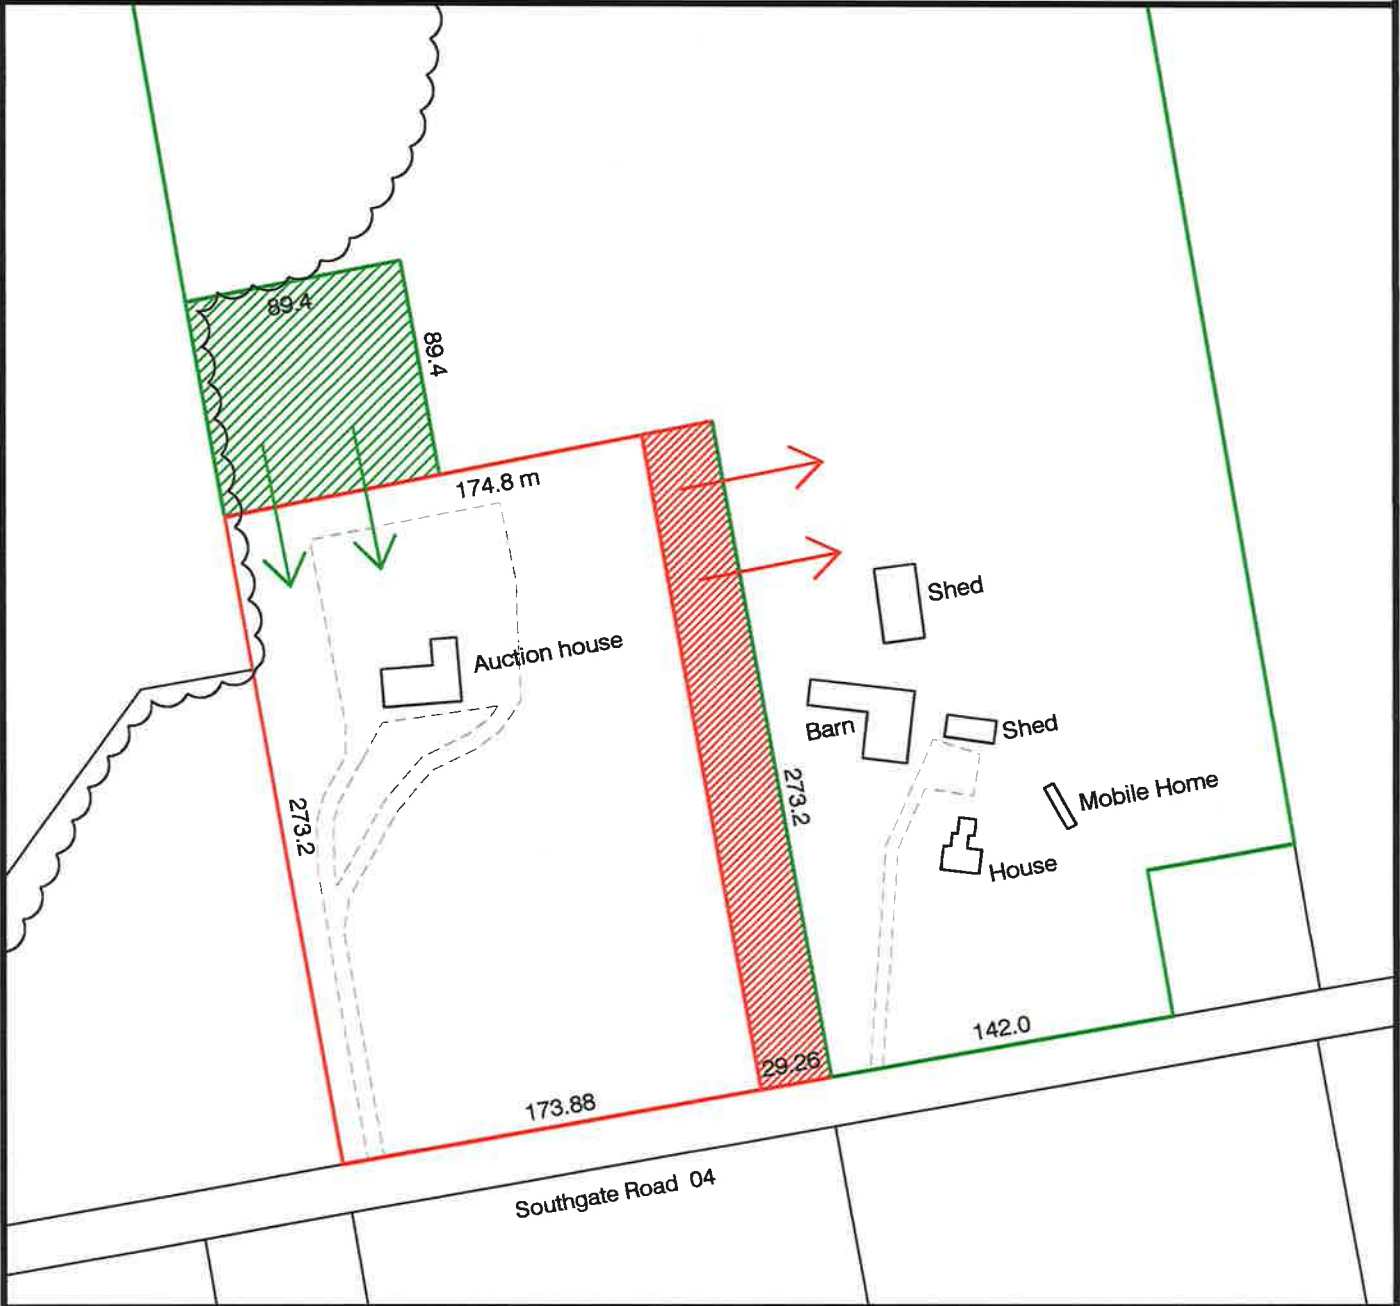 89.4
89.4
174.8 m
Shed
Auction house
Barn
Shed
273.2
Mobile Home
273.2
House
142.0
29.26
173.88
Southgate Road 04